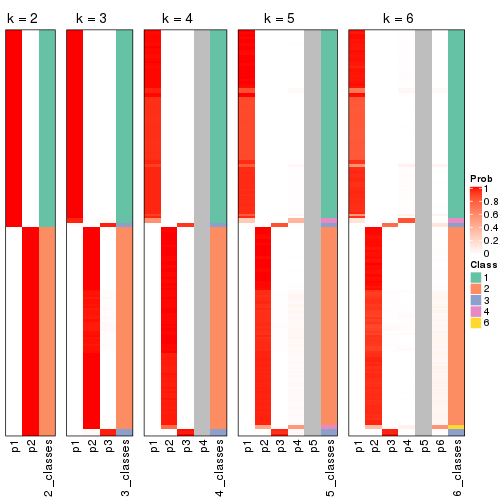 k = 2 k = 3 k = 4 k = 5 k = 6
Prob
1
0.8
0.6
0.4
0.2
0
Class
1
2
3
4
6
p1 p2 2_classes p1 p2 p3 3_classes p1 p2 p3 p4 4_classes p1 p2 p3 p4 p5 5_classes p1 p2 p3 p4 p5 p6 6_classes